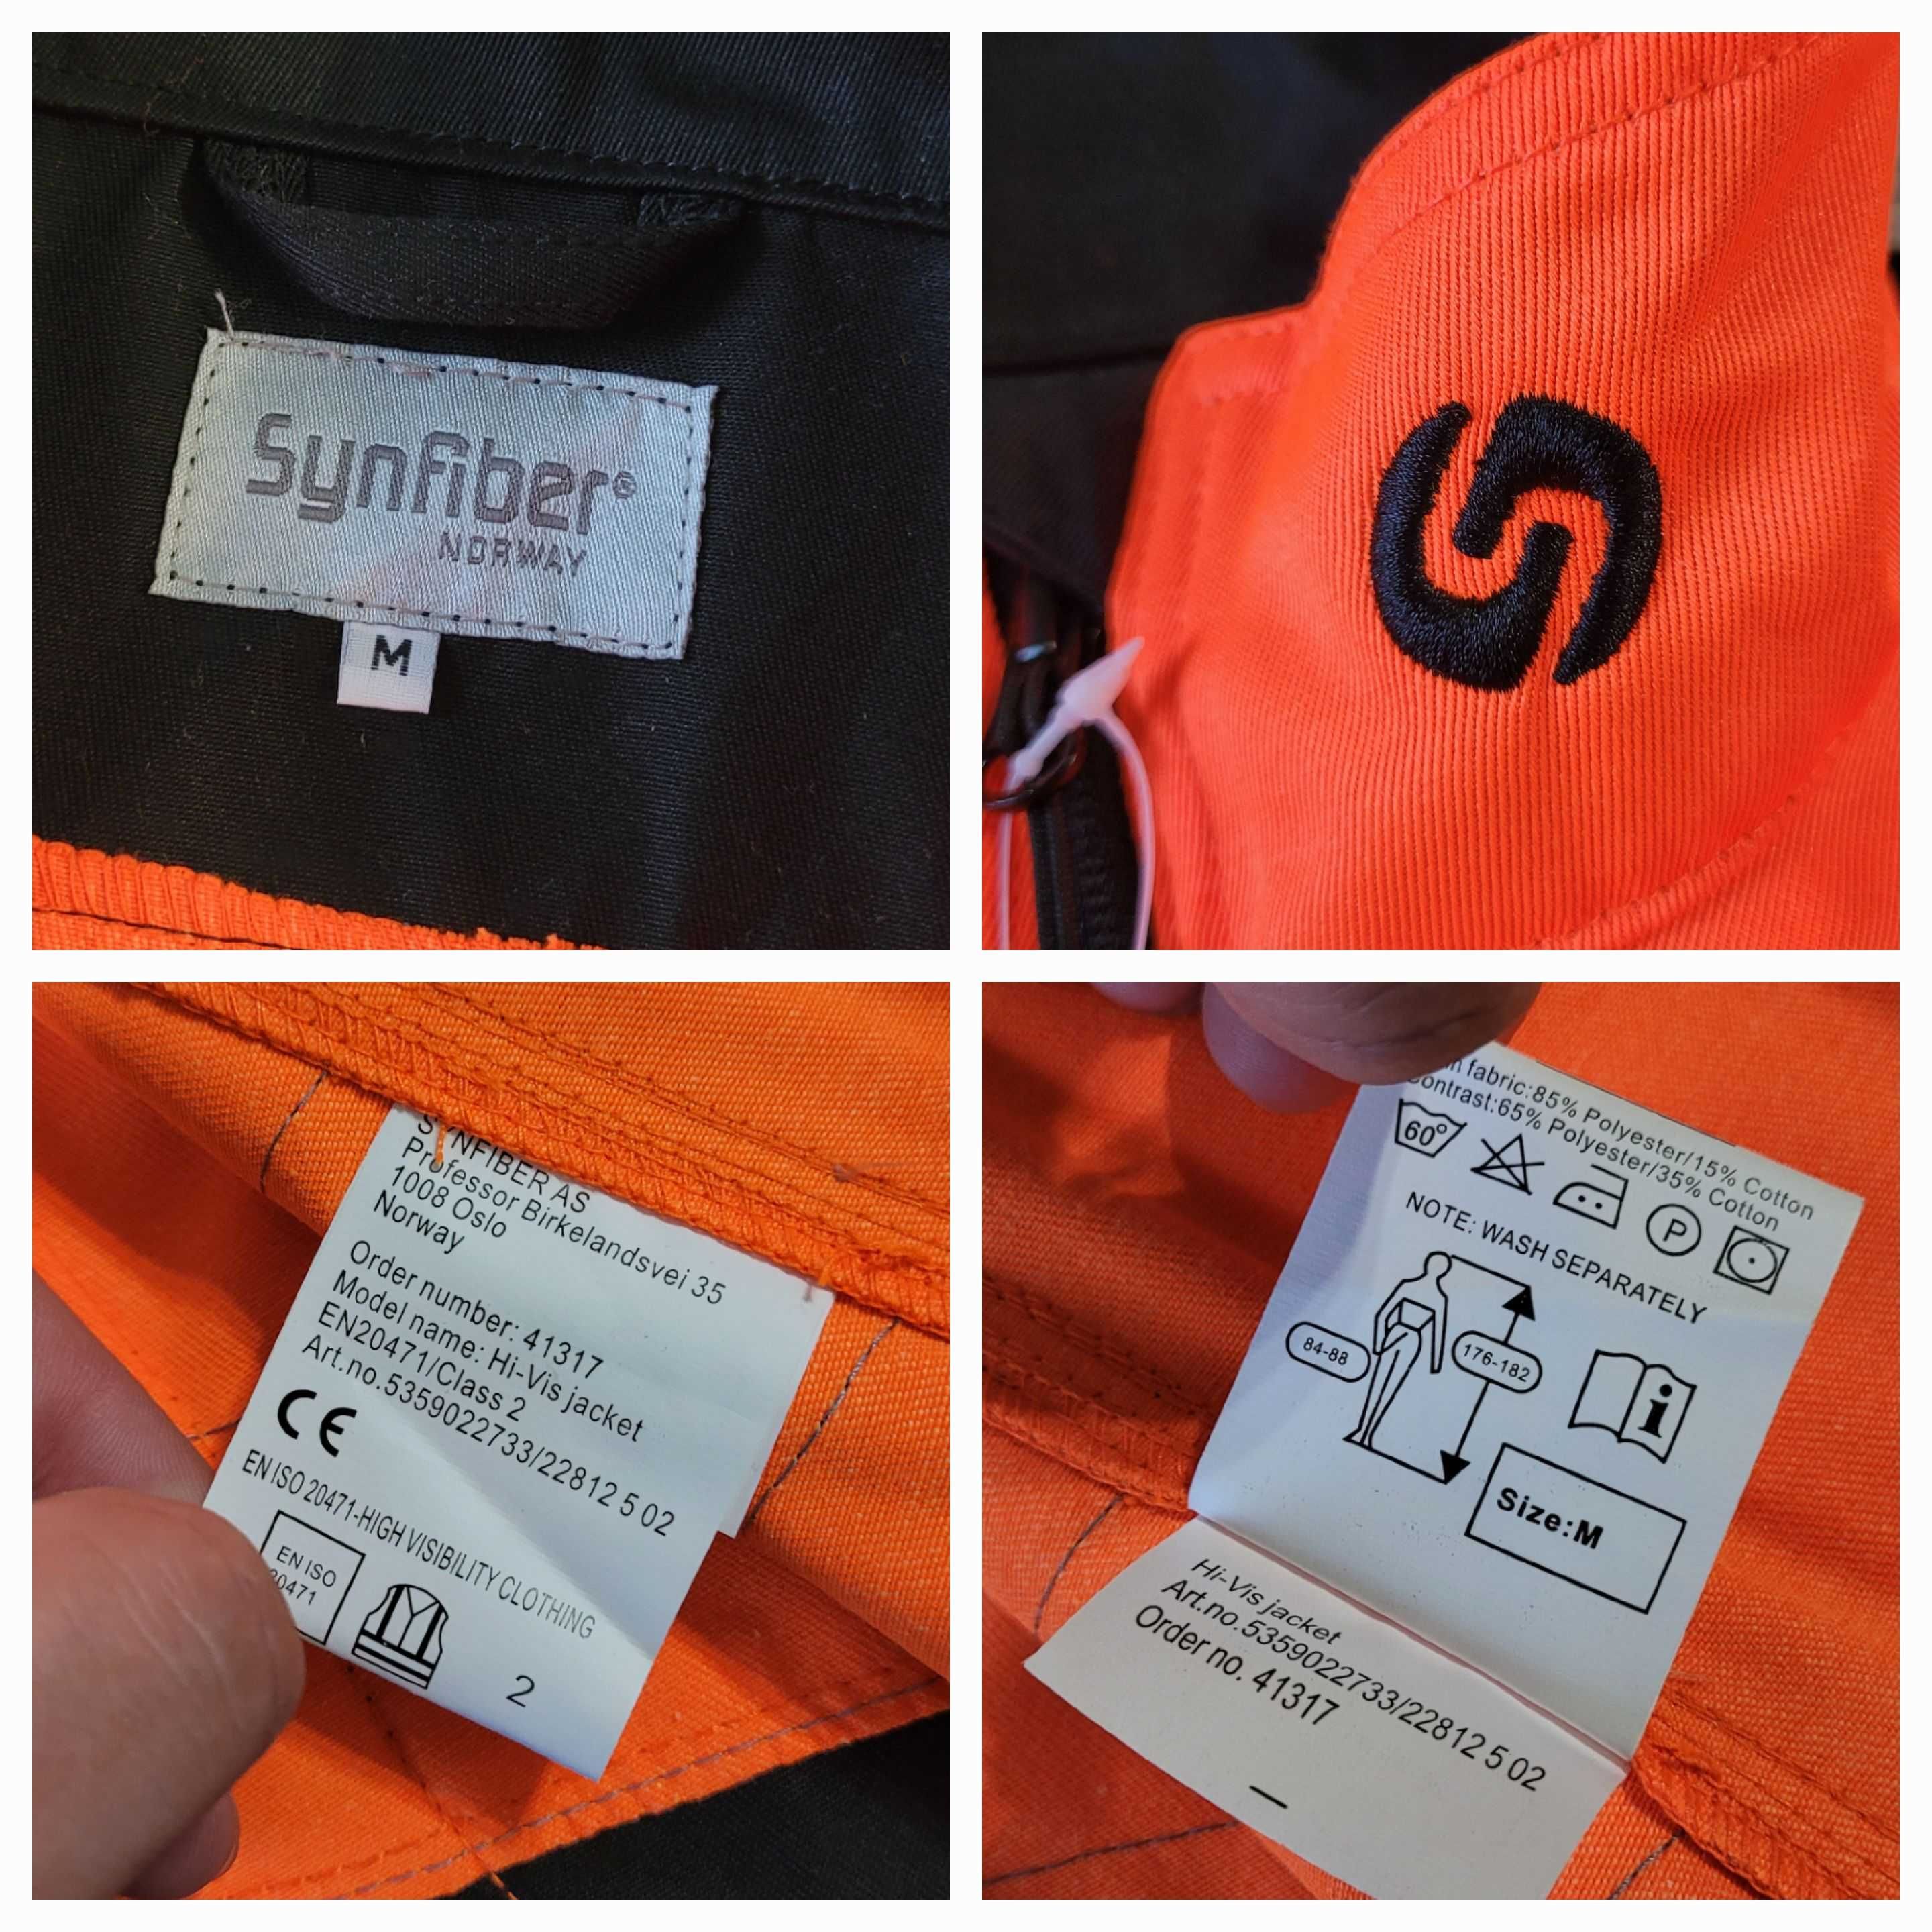 Synfiber
NORWAY
M
SYNFIBER AS
Professor Birkelandsvei 35
1008 Oslo
Norway
Order number: 41317
Model name: Hi-Vis jacket
EN20471/Class 2
Art.no.5359022733/22812 5 02
CE
EN ISO 20471-HIGH VISIBILITY CLOTHING
EN ISO
20471
2
fabric:85% Polyester/15% Cotton
Contrast:65% Polyester/35% Cotton
60°
P
NOTE: WASH SEPARATELY
84-88
176-182
i
Size:M
Hi-Vis jacket
Art.no.5359022733/22812 5 02
Order no. 41317